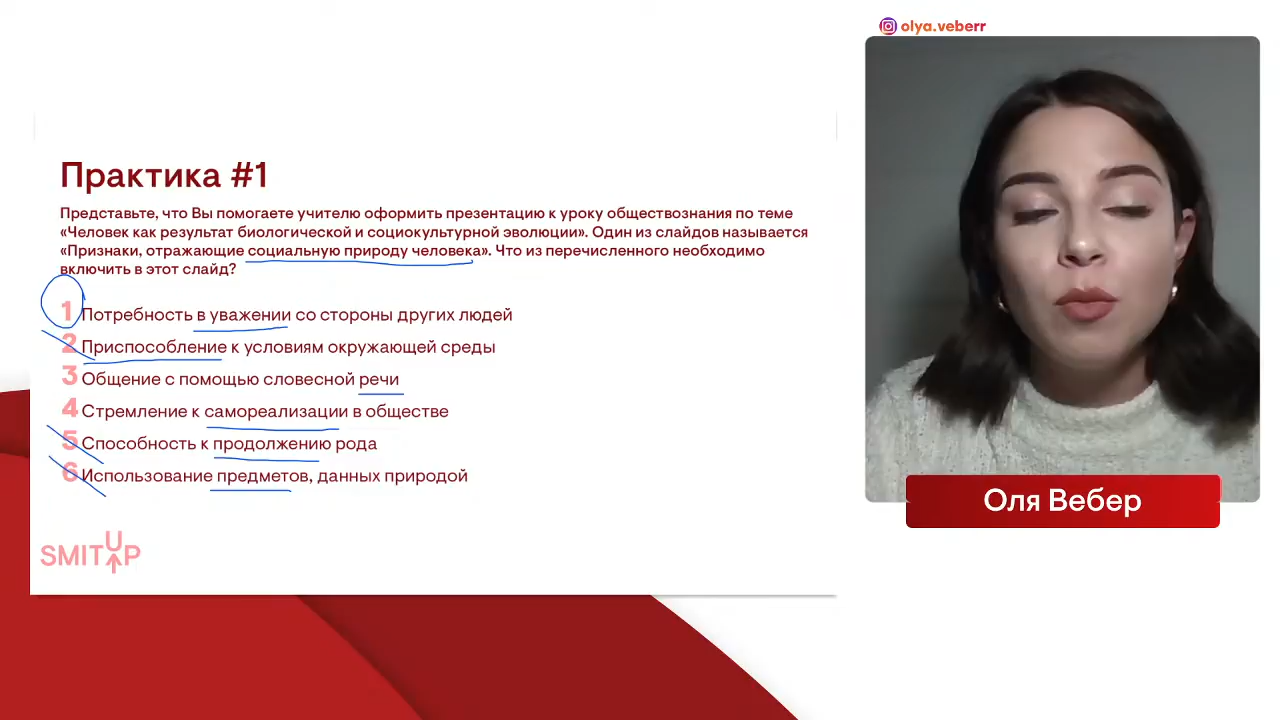 olya.veberr
Практика #1
Представьте, что Вы помогаете учителю оформить презентацию к уроку обществознания по теме
«Человек как результат биологической и социокультурной эволюции». Один из слайдов называется
«Признаки, отражающие социальную природу человека». Что из перечисленного необходимо
включить в этот слайд?
1 Потребность в уважении со стороны других людей
2 Приспособление к условиям окружающей среды
3 Общение с помощью словесной речи
4 Стремление к самореализации в обществе
5 Способность к продолжению рода
6 Использование предметов, данных природой
SMITUP
Оля Вебер